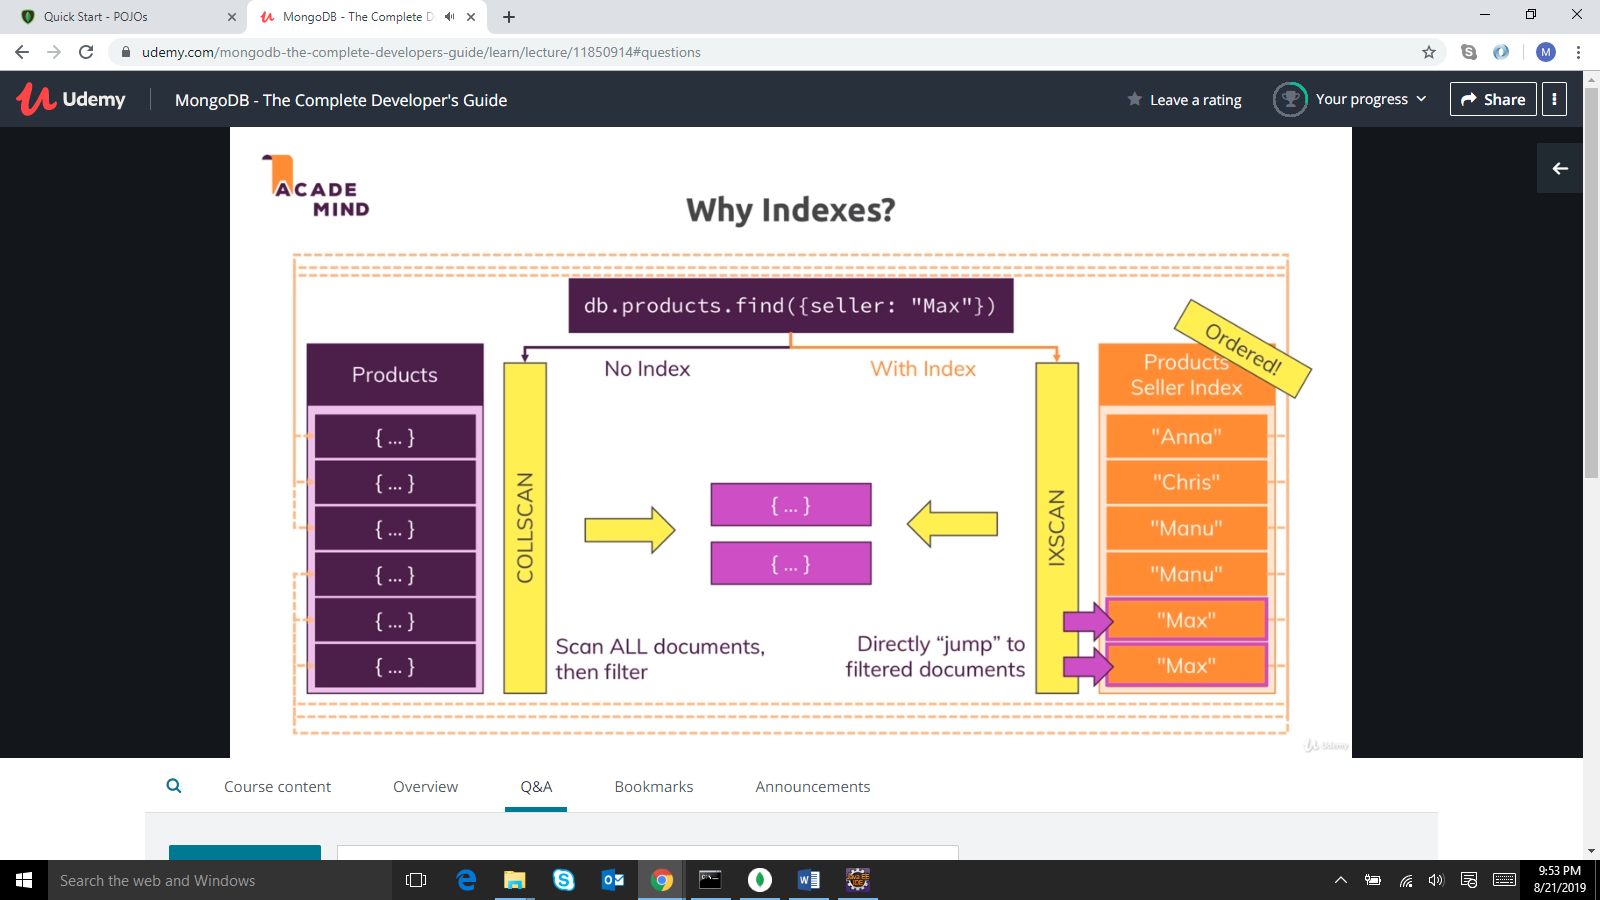 Quick Start - POJOs
MongoDB - The Complete D
udemy.com/mongodb-the-complete-developers-guide/learn/lecture/11850914#questions
M
Udemy
MongoDB - The Complete Developer's Guide
Leave a rating
Your progress
Share
ACADE
MIND
Why Indexes?
db.products.find({seller: "Max"})
No Index
With Index
Ordered!
Products
{ ... }
{ ... }
{ ... }
{ ... }
{ ... }
{ ... }
COLLSCAN
Scan ALL documents,
then filter
{ ... }
{ ... }
Directly “jump” to
filtered documents
IXSCAN
Products
Seller Index
"Anna"
"Chris"
"Manu"
"Manu"
"Max"
"Max"
Udemy
Course content
Overview
Q&A
Bookmarks
Announcements
Search the web and Windows
9:53 PM
8/21/2019